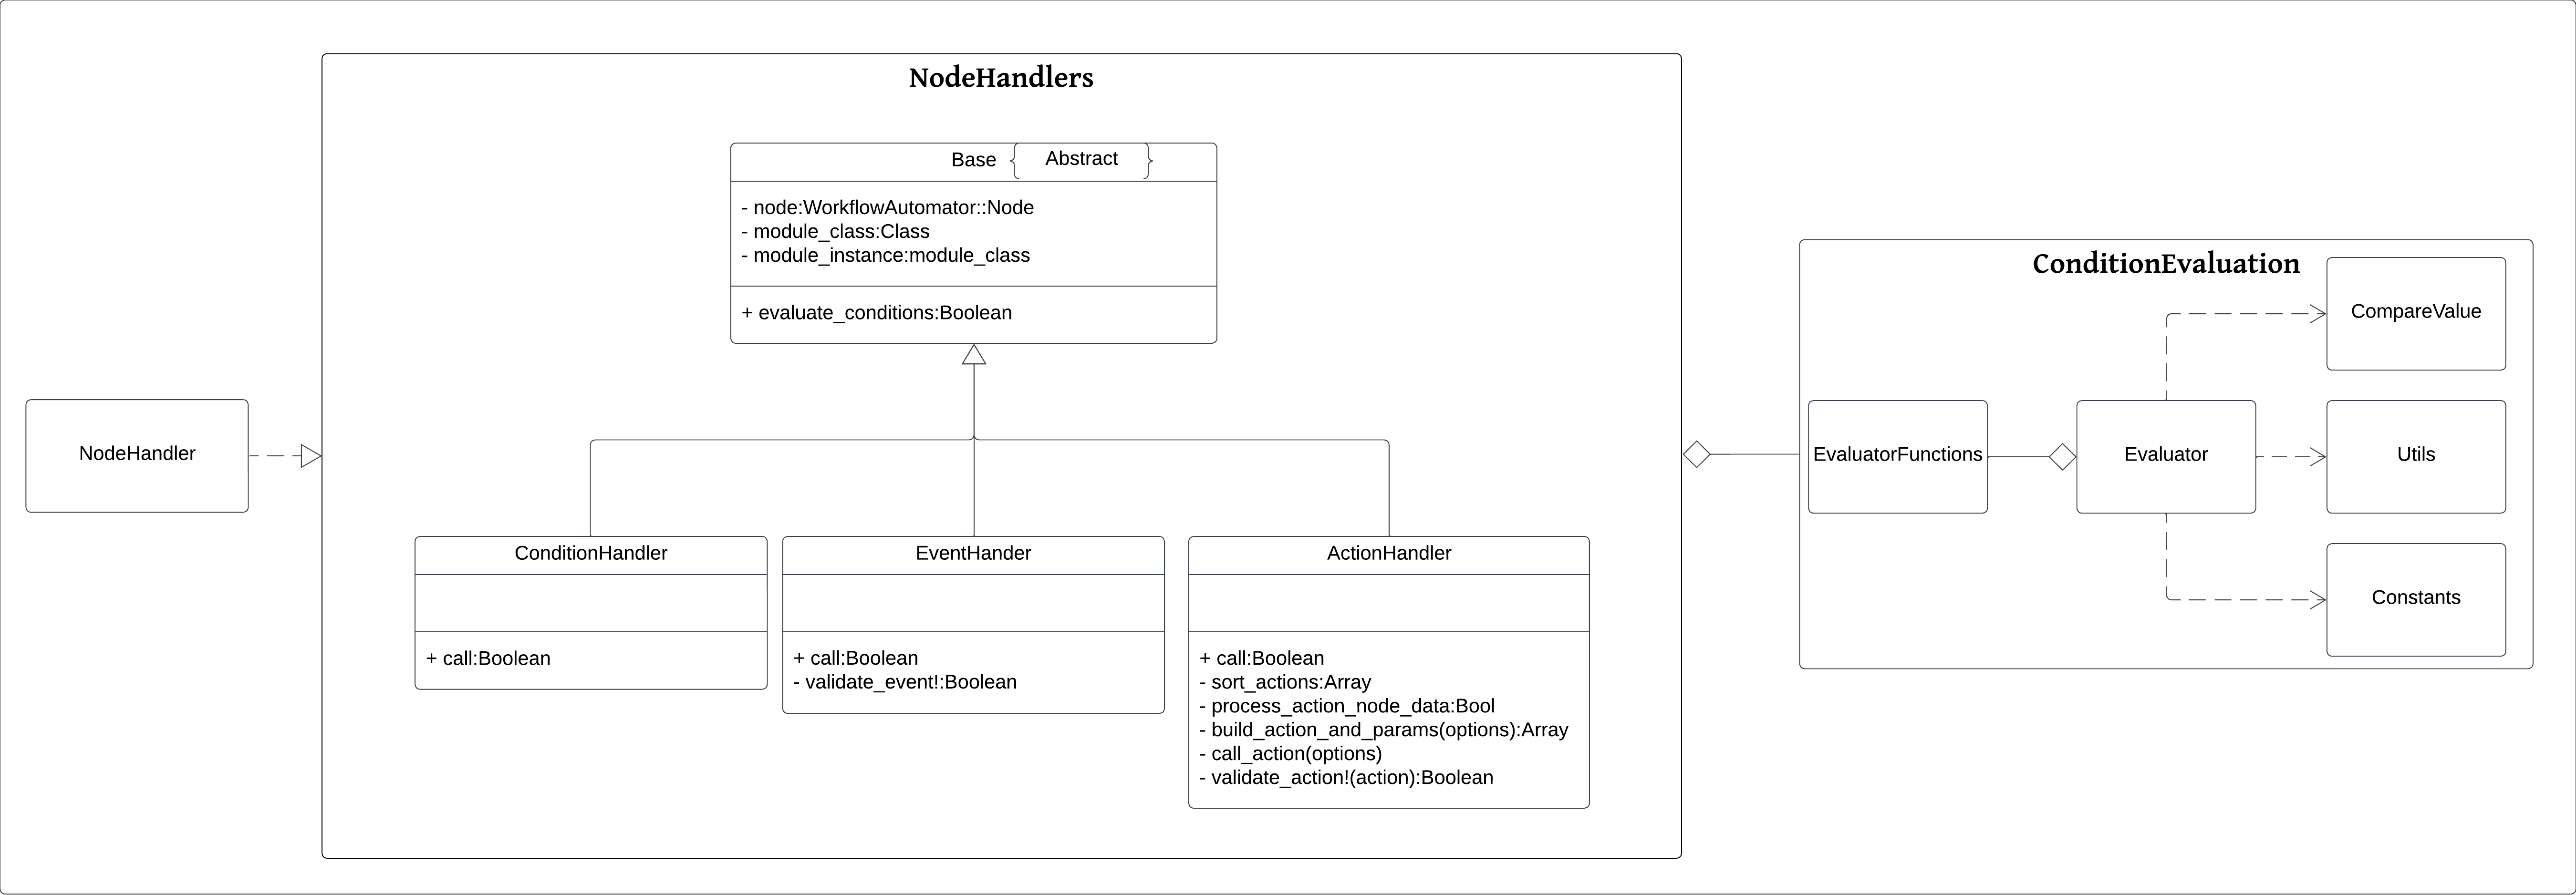 NodeHandlers
Base { Abstract }
- node:WorkflowAutomator::Node
- module_class:Class
- module_instance:module_class
+ evaluate_conditions:Boolean
NodeHandler
ConditionHandler
+ call:Boolean
EventHander
+ call:Boolean
- validate_event!:Boolean
ActionHandler
+ call:Boolean
- sort_actions:Array
- process_action_node_data:Bool
- build_action_and_params(options):Array
- call_action(options)
- validate_action!(action):Boolean
ConditionEvaluation
CompareValue
EvaluatorFunctions
Evaluator
Utils
Constants